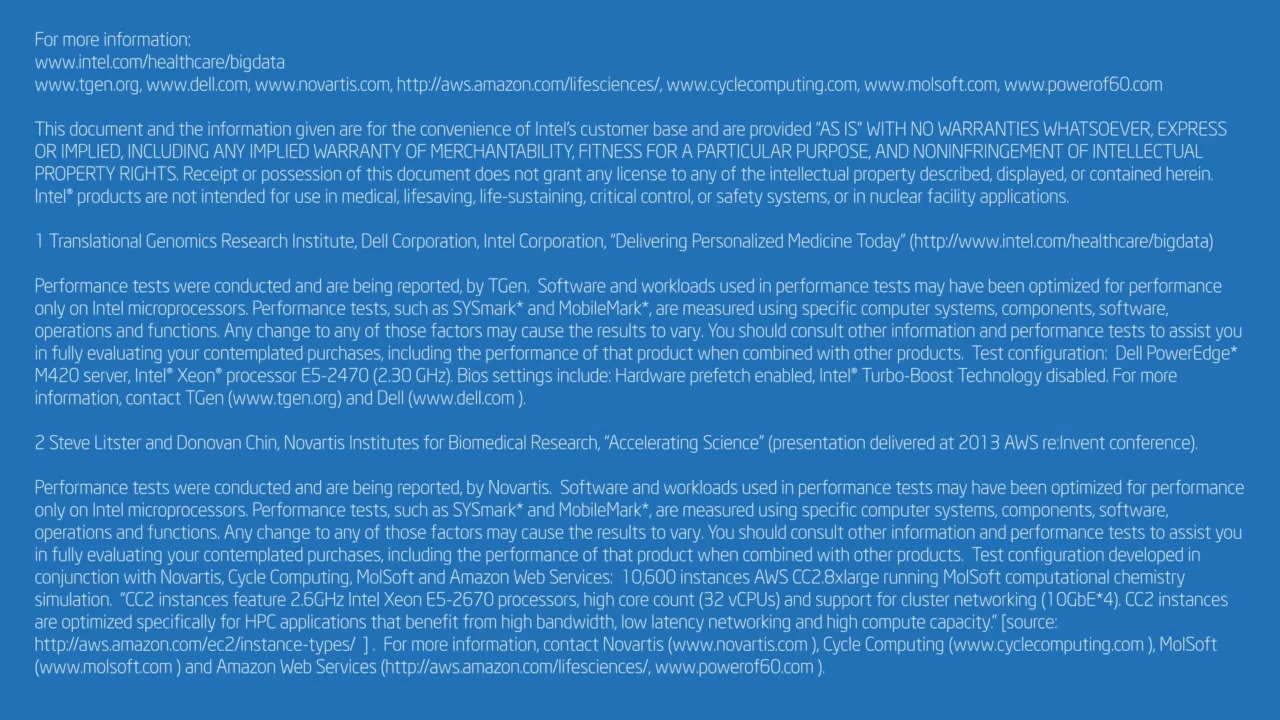 For more information:
www.intel.com/healthcare/bigdata
www.tgen.org, www.dell.com, www.novartis.com, http://aws.amazon.com/lifesciences/, www.cyclecomputing.com, www.molsoft.com, www.powerof60.com
This document and the information given are for the convenience of Intel's customer base and are provided "AS IS" WITH NO WARRANTIES WHATSOEVER, EXPRESS
OR IMPLIED, INCLUDING ANY IMPLIED WARRANTY OF MERCHANTABILITY, FITNESS FOR A PARTICULAR PURPOSE, AND NONINFRINGEMENT OF INTELLECTUAL
PROPERTY RIGHTS. Receipt or possession of this document does not grant any license to any of the intellectual property described, displayed, or contained herein.
Intel® products are not intended for use in medical, lifesaving, life-sustaining, critical control, or safety systems, or in nuclear facility applications.
1 Translational Genomics Research Institute, Dell Corporation, Intel Corporation, "Delivering Personalized Medicine Today" (http://www.intel.com/healthcare/bigdata)
Performance tests were conducted and are being reported, by TGen.  Software and workloads used in performance tests may have been optimized for performance
only on Intel microprocessors. Performance tests, such as SYSmark* and MobileMark*, are measured using specific computer systems, components, software,
operations and functions. Any change to any of those factors may cause the results to vary. You should consult other information and performance tests to assist you
in fully evaluating your contemplated purchases, including the performance of that product when combined with other products.  Test configuration:  Dell PowerEdge*
M420 server, Intel® Xeon® processor E5-2470 (2.30 GHz). Bios settings include: Hardware prefetch enabled, Intel® Turbo-Boost Technology disabled. For more
information, contact TGen (www.tgen.org) and Dell (www.dell.com ).
2 Steve Litster and Donovan Chin, Novartis Institutes for Biomedical Research, "Accelerating Science" (presentation delivered at 2013 AWS re:Invent conference).
Performance tests were conducted and are being reported, by Novartis.  Software and workloads used in performance tests may have been optimized for performance
only on Intel microprocessors. Performance tests, such as SYSmark* and MobileMark*, are measured using specific computer systems, components, software,
operations and functions. Any change to any of those factors may cause the results to vary. You should consult other information and performance tests to assist you
in fully evaluating your contemplated purchases, including the performance of that product when combined with other products.  Test configuration developed in
conjunction with Novartis, Cycle Computing, MolSoft and Amazon Web Services:  10,600 instances AWS CC2.8xlarge running MolSoft computational chemistry
simulation.  "CC2 instances feature 2.6GHz Intel Xeon E5-2670 processors, high core count (32 vCPUs) and support for cluster networking (10GbE*4). CC2 instances
are optimized specifically for HPC applications that benefit from high bandwidth, low latency networking and high compute capacity." [source:
http://aws.amazon.com/ec2/instance-types/  ] .  For more information, contact Novartis (www.novartis.com ), Cycle Computing (www.cyclecomputing.com ), MolSoft
(www.molsoft.com ) and Amazon Web Services (http://aws.amazon.com/lifesciences/, www.powerof60.com ).